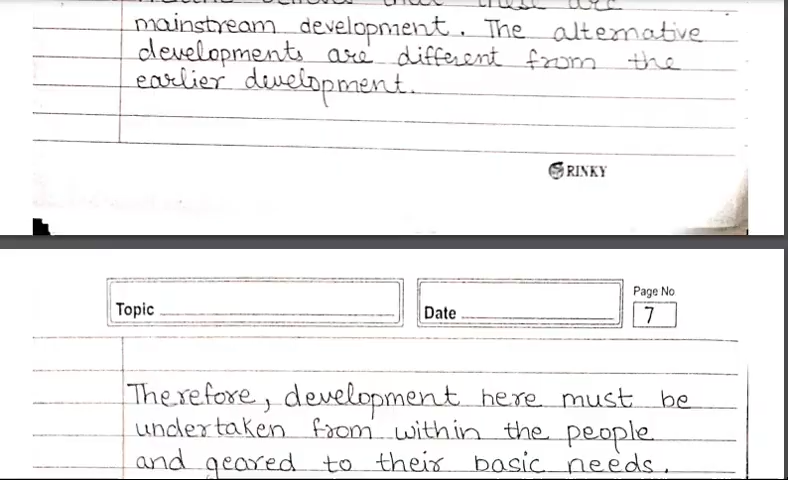 mainstream development. The alternative
developments are different from the
earlier development.
RINKY
Topic
Date
Page No
7
Therefore, development here must be
undertaken from within the people
and geared to their basic needs.